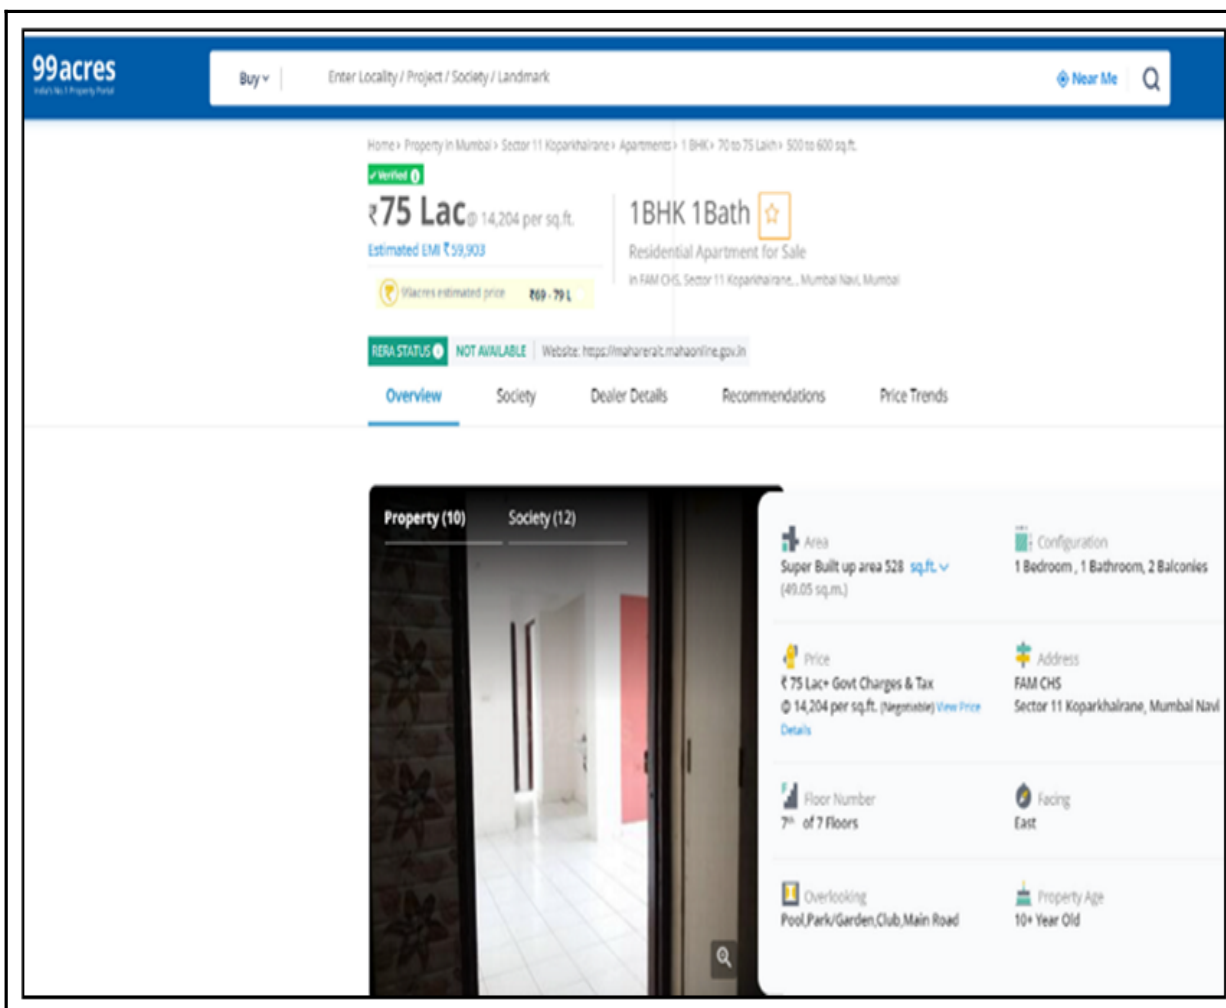 99acres
India's No.1 Property Portal
Buy
Enter Locality / Project / Society / Landmark
Near Me
Home › Property in Mumbai › Sector 11 Koparkhairane › Apartments › 1 BHK › 70 to 75 Lakh › 500 to 600 sq.ft.
✓ Verified
₹75 Lac @ 14,204 per sq.ft.
Estimated EMI ₹ 59,903
99acres estimated price ₹69 - 79 L
1BHK 1Bath
Residential Apartment for Sale
in FAM CHS, Sector 11 Koparkhairane, , Mumbai Navi, Mumbai
RERA STATUS NOT AVAILABLE Website: https://maharerait.mahaonline.gov.in
Overview Society Dealer Details Recommendations Price Trends
Property (10) Society (12)
Area
Super Built up area 528 sq.ft.
(49.05 sq.m.)
Configuration
1 Bedroom , 1 Bathroom, 2 Balconies
Price
₹ 75 Lac+ Govt Charges & Tax
@ 14,204 per sq.ft. (Negotiable) View Price
Details
Address
FAM CHS
Sector 11 Koparkhairane, Mumbai Navi
Floor Number
7th of 7 Floors
Facing
East
Overlooking
Pool,Park/Garden,Club,Main Road
Property Age
10+ Year Old